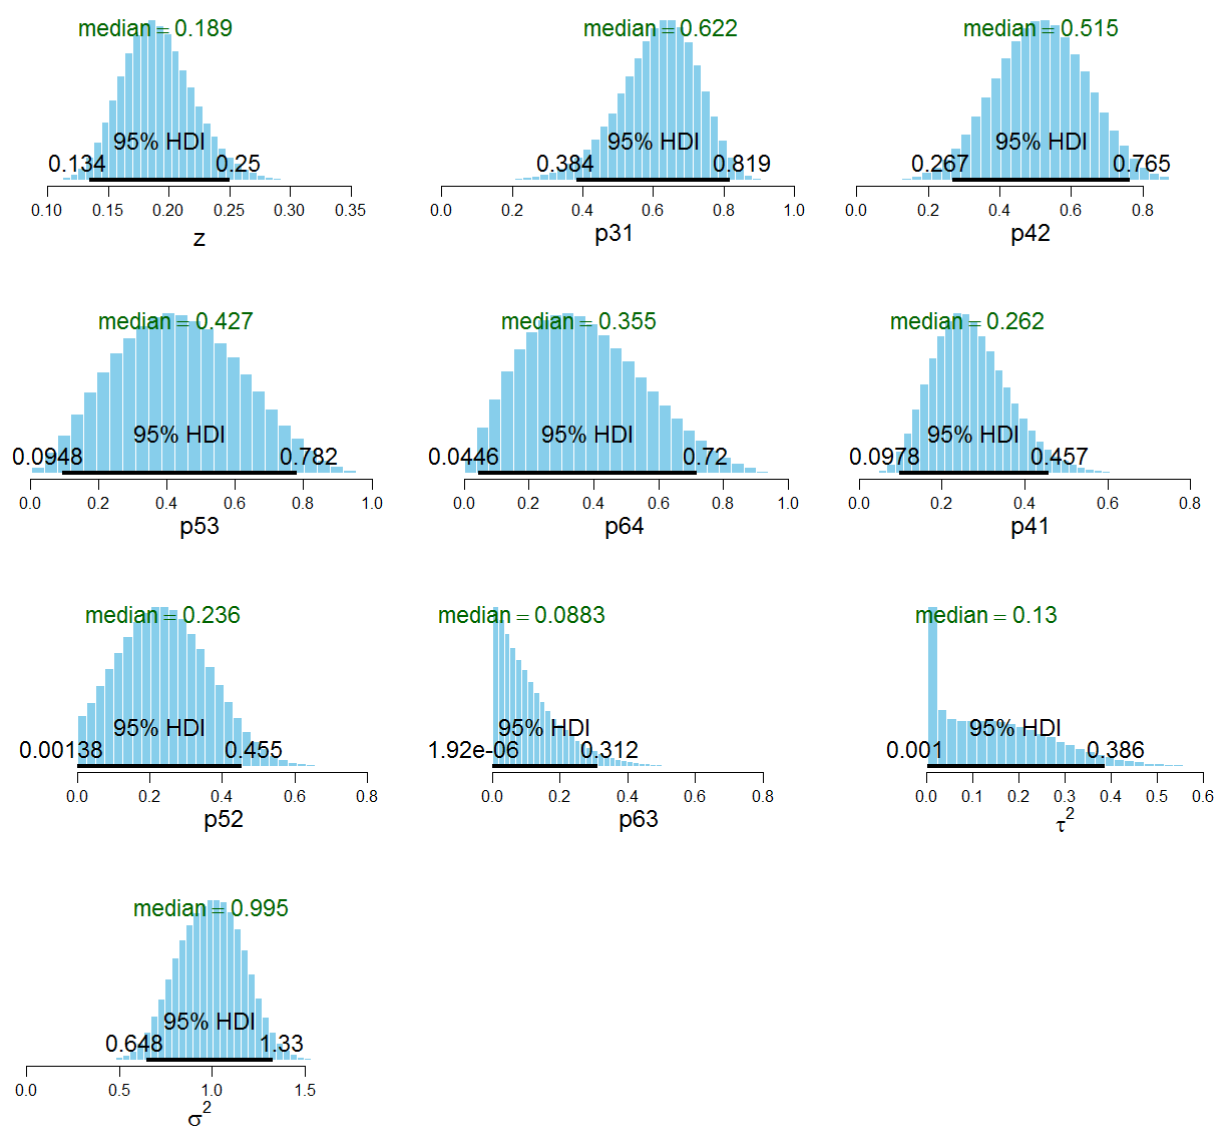 median = 0.189
95% HDI
0.134 0.25
0.10 0.15 0.20 0.25 0.30 0.35
z
median = 0.622
95% HDI
0.384 0.819
0.0 0.2 0.4 0.6 0.8 1.0
p31
median = 0.515
95% HDI
0.267 0.765
0.0 0.2 0.4 0.6 0.8
p42
median = 0.427
95% HDI
0.0948 0.782
0.0 0.2 0.4 0.6 0.8 1.0
p53
median = 0.355
95% HDI
0.0446 0.72
0.0 0.2 0.4 0.6 0.8 1.0
p64
median = 0.262
95% HDI
0.0978 0.457
0.0 0.2 0.4 0.6 0.8
p41
median = 0.236
95% HDI
0.00138 0.455
0.0 0.2 0.4 0.6 0.8
p52
median = 0.0883
95% HDI
1.92e-06 0.312
0.0 0.2 0.4 0.6 0.8
p63
median = 0.13
95% HDI
0.001 0.386
0.0 0.1 0.2 0.3 0.4 0.5 0.6
τ²
median = 0.995
95% HDI
0.648 1.33
0.0 0.5 1.0 1.5
σ²